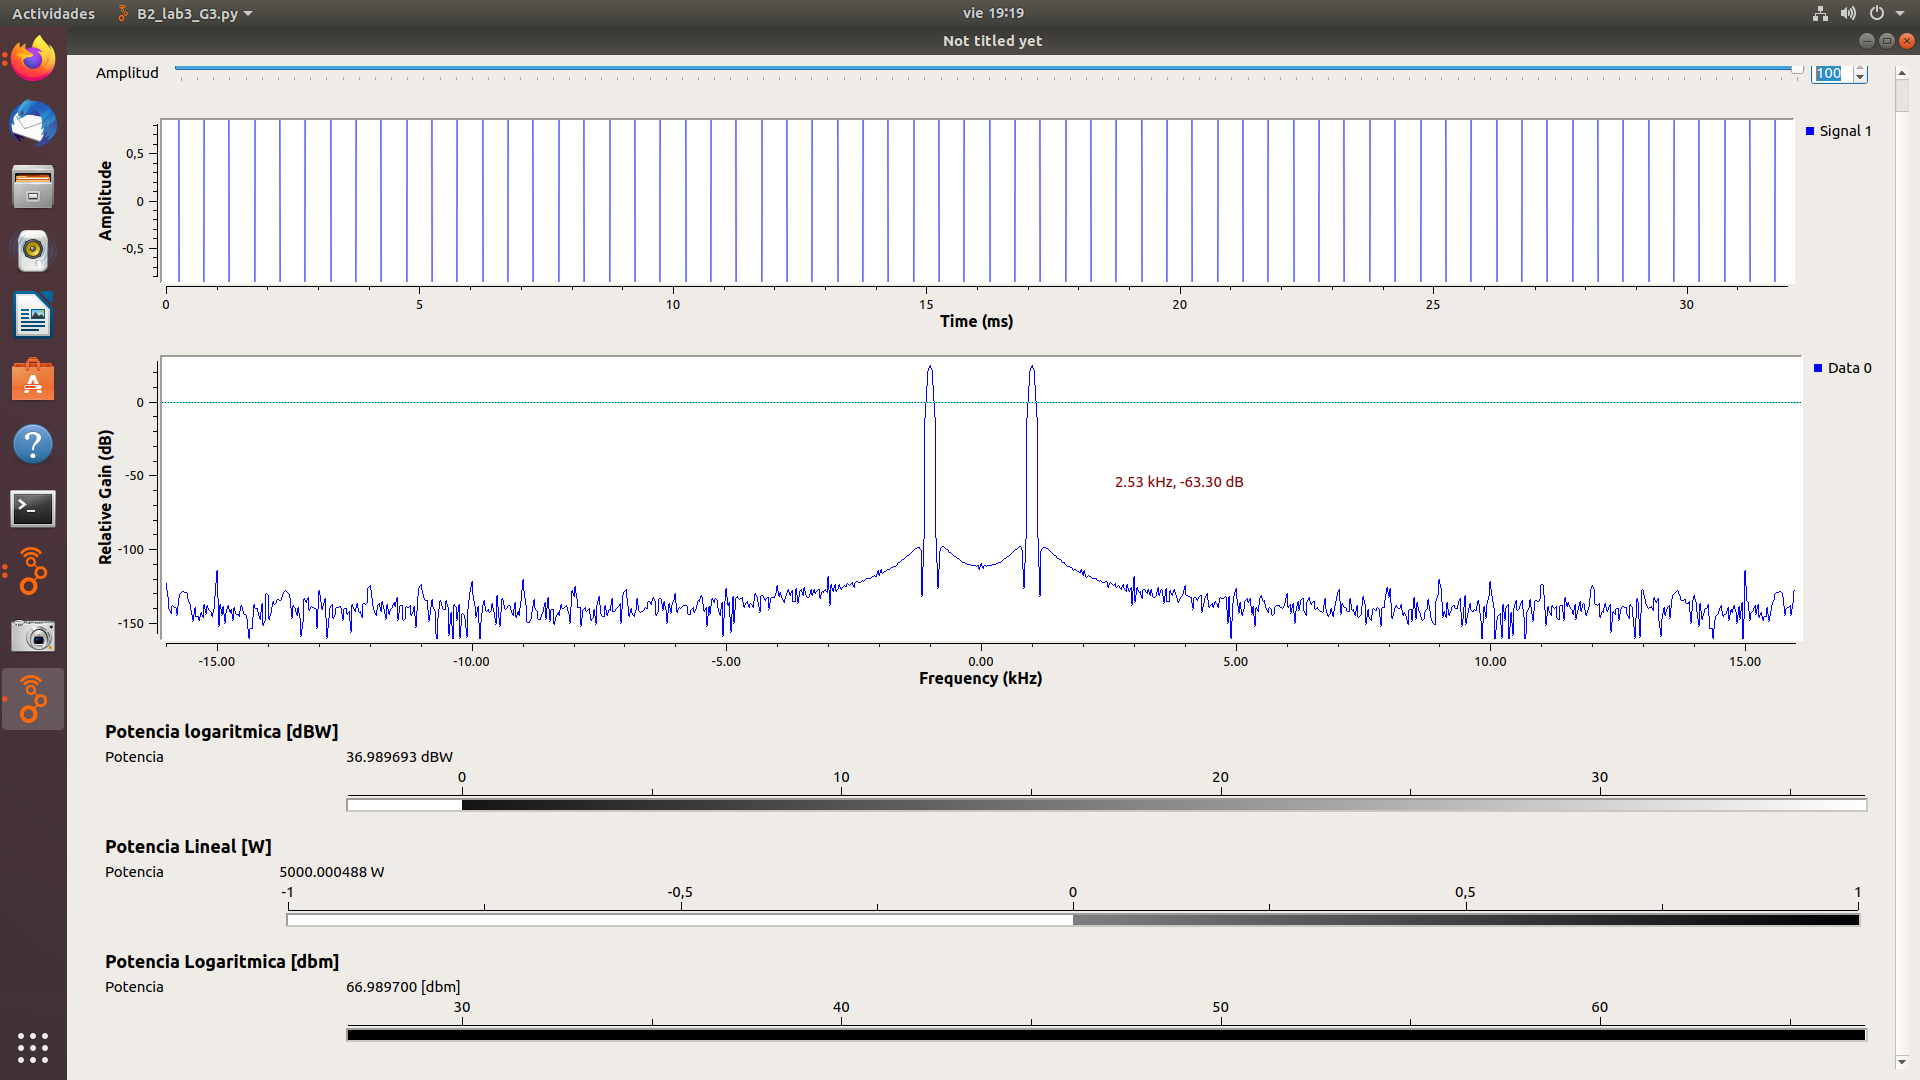 Actividades B2_lab3_G3.py vie 19:19
Not titled yet
Amplitud 100
Signal 1
Amplitude
0,5
0
-0,5
0 5 10 15 20 25 30
Time (ms)
Data 0
Relative Gain (dB)
0
-50
-100
-150
2.53 kHz, -63.30 dB
-15.00 -10.00 -5.00 0.00 5.00 10.00 15.00
Frequency (kHz)
Potencia logaritmica [dBW]
Potencia 36.989693 dBW
0 10 20 30
Potencia Lineal [W]
Potencia 5000.000488 W
-1 -0,5 0 0,5 1
Potencia Logaritmica [dbm]
Potencia 66.989700 [dbm]
30 40 50 60